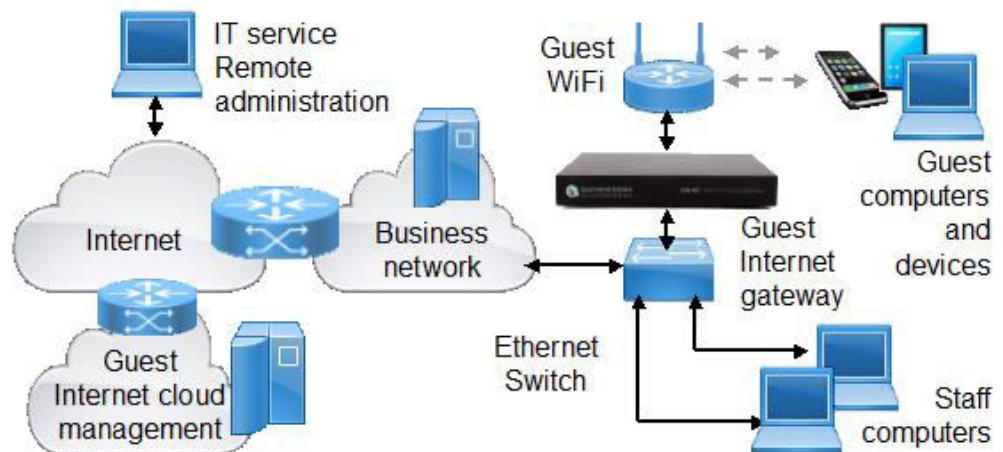 IT service
Remote
administration
Guest
WiFi
Internet
Business
network
Guest
computers
and
devices
Guest
Internet
gateway
Guest
Internet cloud
management
Ethernet
Switch
Staff
computers